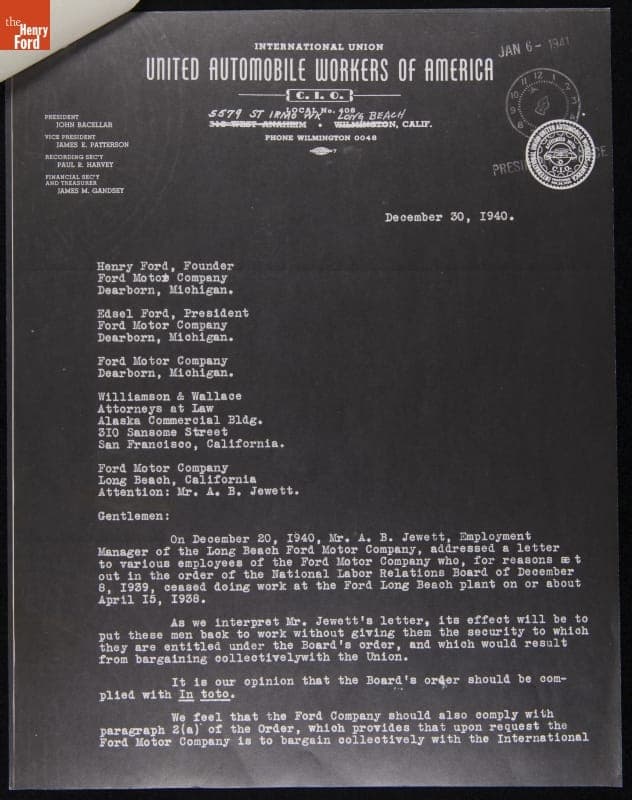 the
Henry
Ford
INTERNATIONAL UNION
UNITED AUTOMOBILE WORKERS OF AMERICA
C. I. O.
LOCAL No. 406
5579 ST IRMO WK LONG BEACH
WEST ANAHEIM • WILMINGTON, CALIF.
PHONE WILMINGTON 0048
PRESIDENT
JOHN BACELLAR
VICE PRESIDENT
JAMES E. PATTERSON
RECORDING SEC'Y
PAUL R. HARVEY
FINANCIAL SEC'Y
AND TREASURER
JAMES M. GANDSEY
JAN 6- 1941
December 30, 1940.
Henry Ford, Founder
Ford Motor Company
Dearborn, Michigan.
Edsel Ford, President
Ford Motor Company
Dearborn, Michigan.
Ford Motor Company
Dearborn, Michigan.
Williamson & Wallace
Attorneys at Law
Alaska Commercial Bldg.
310 Sansome Street
San Francisco, California.
Ford Motor Company
Long Beach, California
Attention: Mr. A. B. Jewett.
Gentlemen:
On December 20, 1940, Mr. A. B. Jewett, Employment
Manager of the Long Beach Ford Motor Company, addressed a letter
to various employees of the Ford Motor Company who, for reasons set
out in the order of the National Labor Relations Board of December
8, 1939, ceased doing work at the Ford Long Beach plant on or about
April 15, 1938.
As we interpret Mr. Jewett's letter, its effect will be to
put these men back to work without giving them the security to which
they are entitled under the Board's order, and which would result
from bargaining collectivelywith the Union.
It is our opinion that the Board's order should be com-
plied with In toto.
We feel that the Ford Company should also comply with
paragraph 2(a) of the Order, which provides that upon request the
Ford Motor Company is to bargain collectively with the International